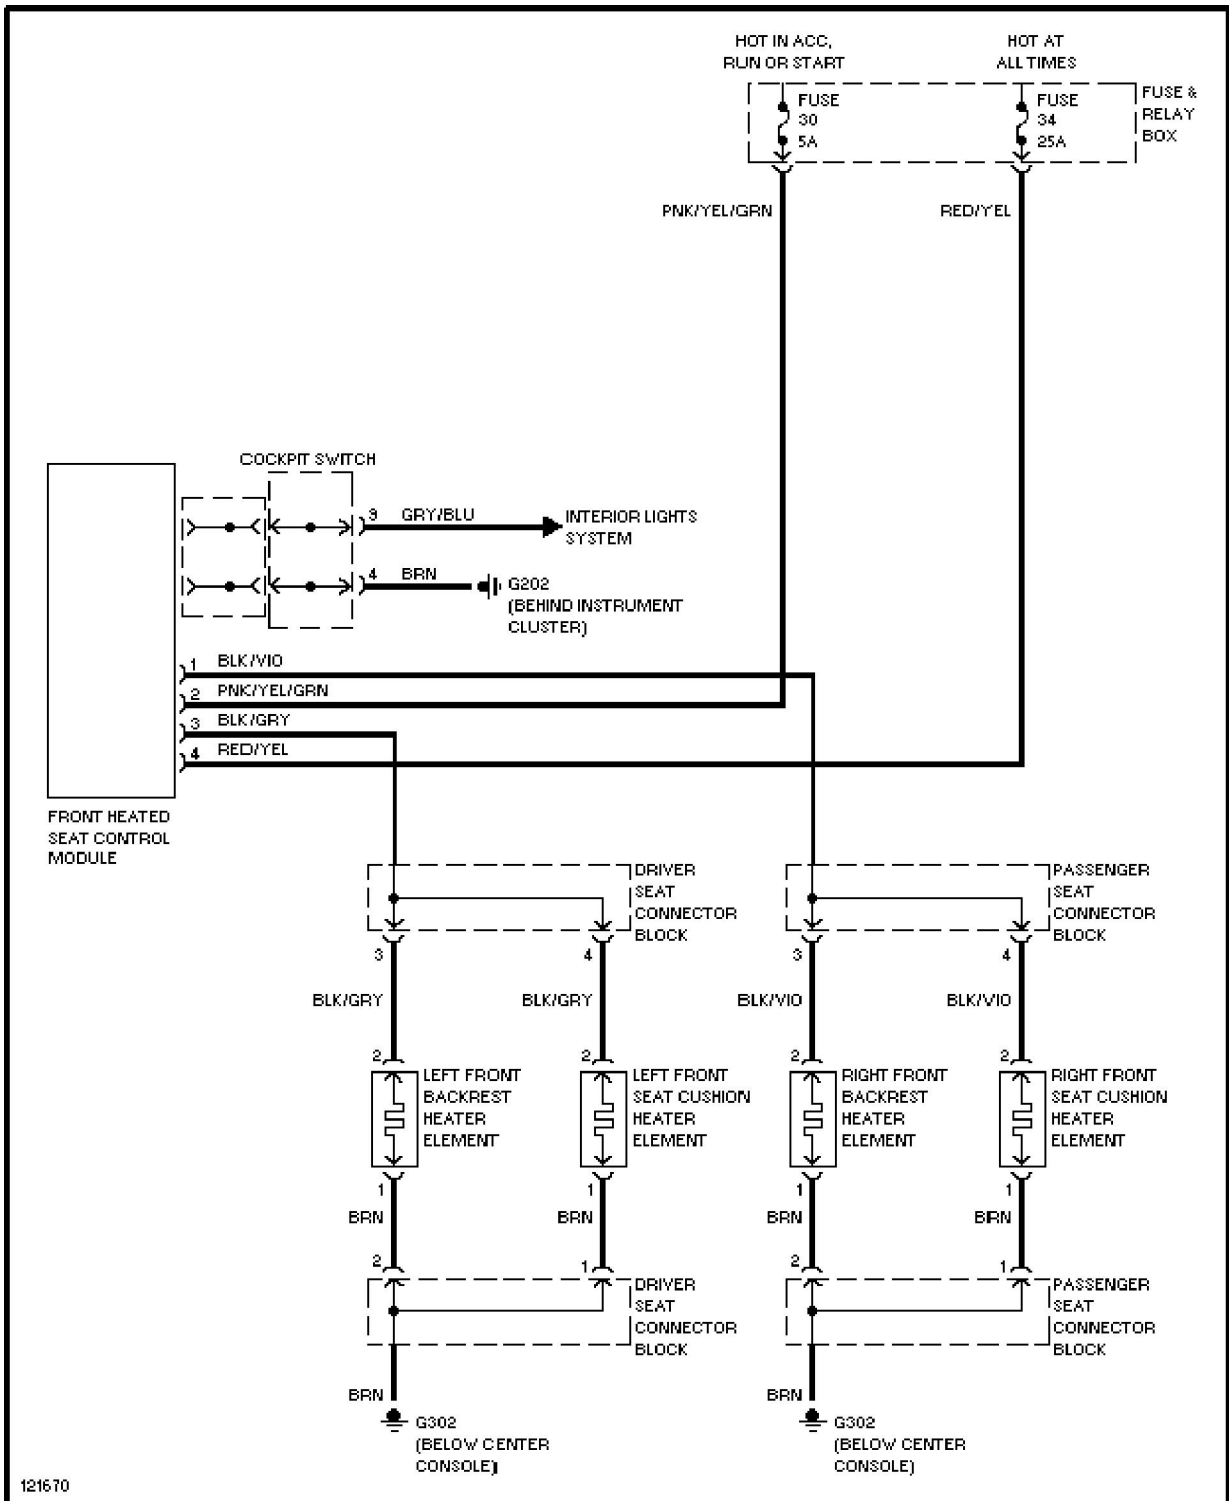 HOT IN ACC,
RUN OR START
HOT AT
ALL TIMES
FUSE
30
5A
FUSE
34
25A
FUSE &
RELAY
BOX
PNK/YEL/GRN
RED/YEL
COCKPIT SWITCH
9
GRY/BLU
INTERIOR LIGHTS
SYSTEM
4
BRN
G202
(BEHIND INSTRUMENT
CLUSTER)
1
BLK/VIO
2
PNK/YEL/GRN
3
BLK/GRY
4
RED/YEL
FRONT HEATED
SEAT CONTROL
MODULE
DRIVER
SEAT
CONNECTOR
BLOCK
PASSENGER
SEAT
CONNECTOR
BLOCK
3
4
3
4
BLK/GRY
BLK/GRY
BLK/VIO
BLK/VIO
2
2
2
2
LEFT FRONT
BACKREST
HEATER
ELEMENT
LEFT FRONT
SEAT CUSHION
HEATER
ELEMENT
RIGHT FRONT
BACKREST
HEATER
ELEMENT
RIGHT FRONT
SEAT CUSHION
HEATER
ELEMENT
1
1
1
1
BRN
BRN
BRN
BRN
2
1
2
1
DRIVER
SEAT
CONNECTOR
BLOCK
PASSENGER
SEAT
CONNECTOR
BLOCK
BRN
BRN
G302
(BELOW CENTER
CONSOLE)
G302
(BELOW CENTER
CONSOLE)
121670